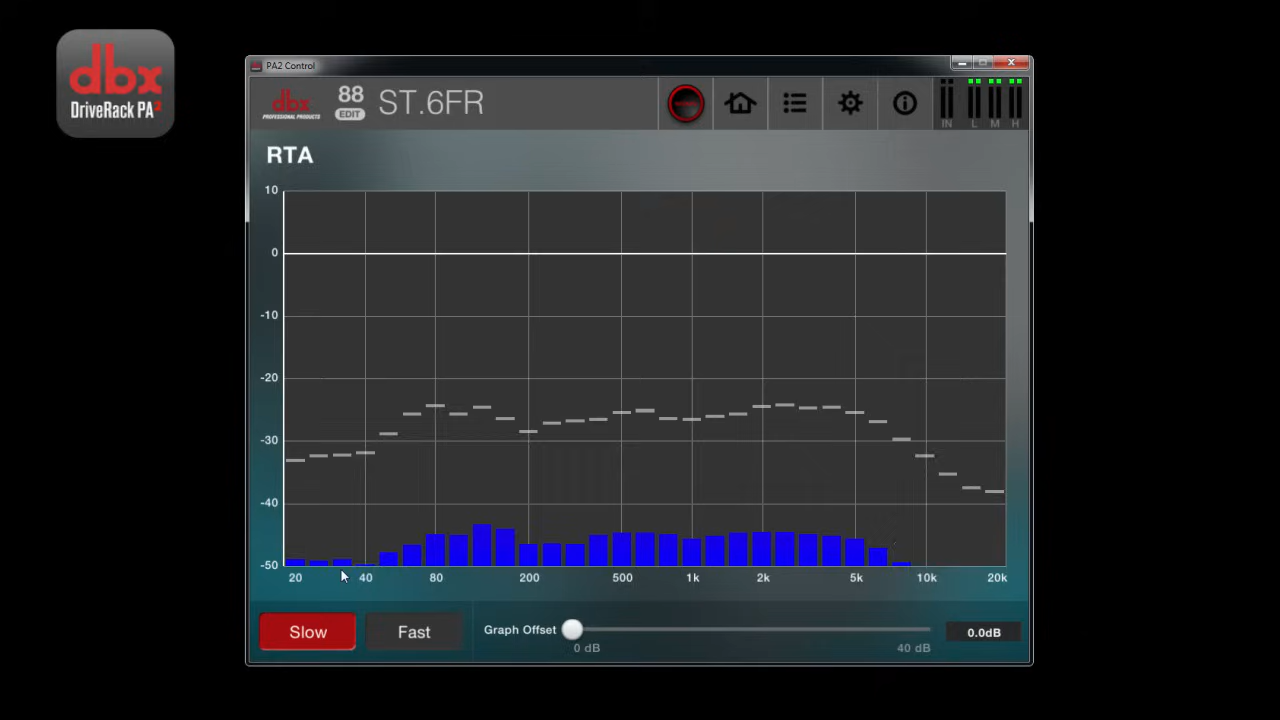 dbx
DriveRack PA²
PA2 Control
dbx
PROFESSIONAL PRODUCTS
88
EDIT
ST.6FR
IN L M H
RTA
10
0
-10
-20
-30
-40
-50
20 40 80 200 500 1k 2k 5k 10k 20k
Slow
Fast
Graph Offset
0 dB
40 dB
0.0dB